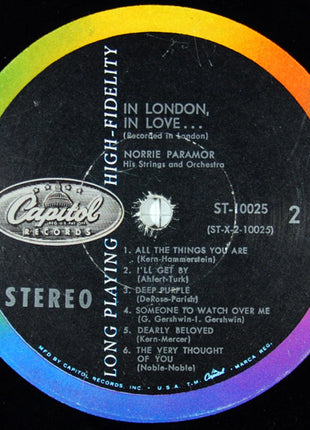 IN LONDON,
IN LOVE...
(Recorded in London)
NORRIE PARAMOR
His Strings and Orchestra
LONG PLAYING HIGH FIDELITY
Capitol
RECORDS
STEREO
ST-10025
(ST-X-2-10025)
2
1. ALL THE THINGS YOU ARE
(Kern-Hammerstein)
2. I'LL GET BY
(Ahlert-Turk)
3. DEEP PURPLE
(DeRose-Parish)
4. SOMEONE TO WATCH OVER ME
(G. Gershwin-I. Gershwin)
5. DEARLY BELOVED
(Kern-Mercer)
6. THE VERY THOUGHT
OF YOU
(Noble-Noble)
MFD BY CAPITOL RECORDS, INC. • U.S.A. T.M. Capitol • MARCA REG.